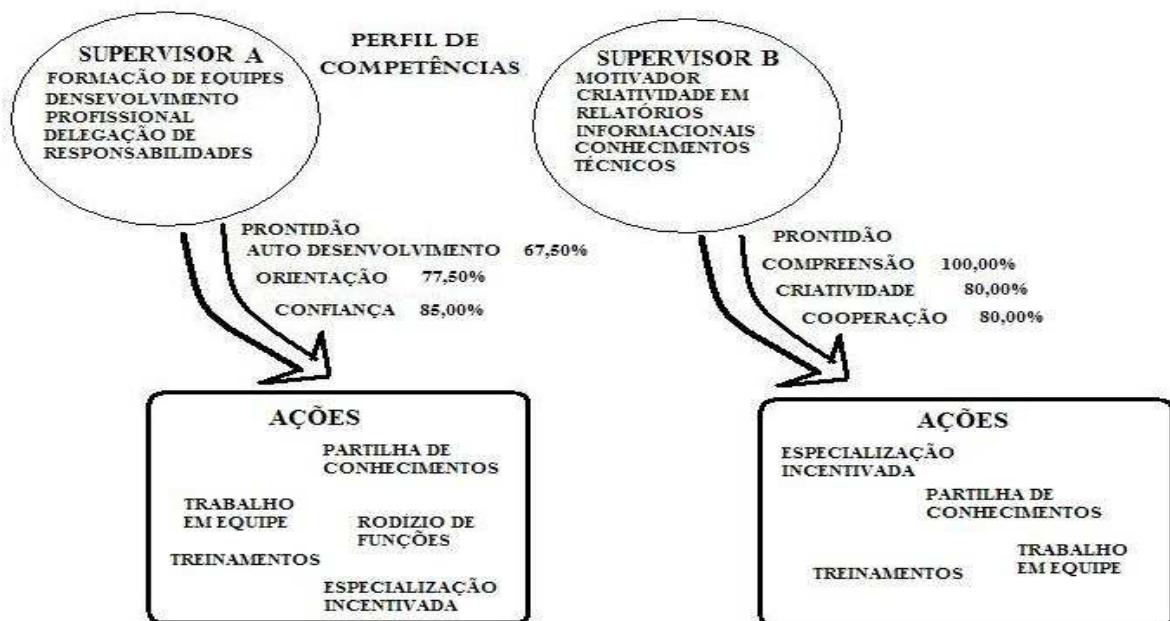 PERFIL DE
COMPETÊNCIAS
SUPERVISOR A
FORMACÃO DE EQUIPES
DENSEVOLVIMENTO
PROFISSIONAL
DELEGAÇÃO DE
RESPONSABILIDADES
PRONTIDÃO
AUTO DESENVOLVIMENTO 67,50%
ORIENTAÇÃO 77,50%
CONFIANÇA 85,00%
AÇÕES
PARTILHA DE
CONHECIMENTOS
TRABALHO
EM EQUIPE
RODÍZIO DE
FUNÇÕES
TREINAMENTOS
ESPECIALIZAÇÃO
INCENTIVADA
SUPERVISOR B
MOTIVADOR
CRIATIVIDADE EM
RELATÓRIOS
INFORMACIONAIS
CONHECIMENTOS
TÉCNICOS
PRONTIDÃO
COMPREENSÃO 100,00%
CRIATIVIDADE 80,00%
COOPERAÇÃO 80,00%
AÇÕES
ESPECIALIZAÇÃO
INCENTIVADA
PARTILHA DE
CONHECIMENTOS
TRABALHO
EM EQUIPE
TREINAMENTOS